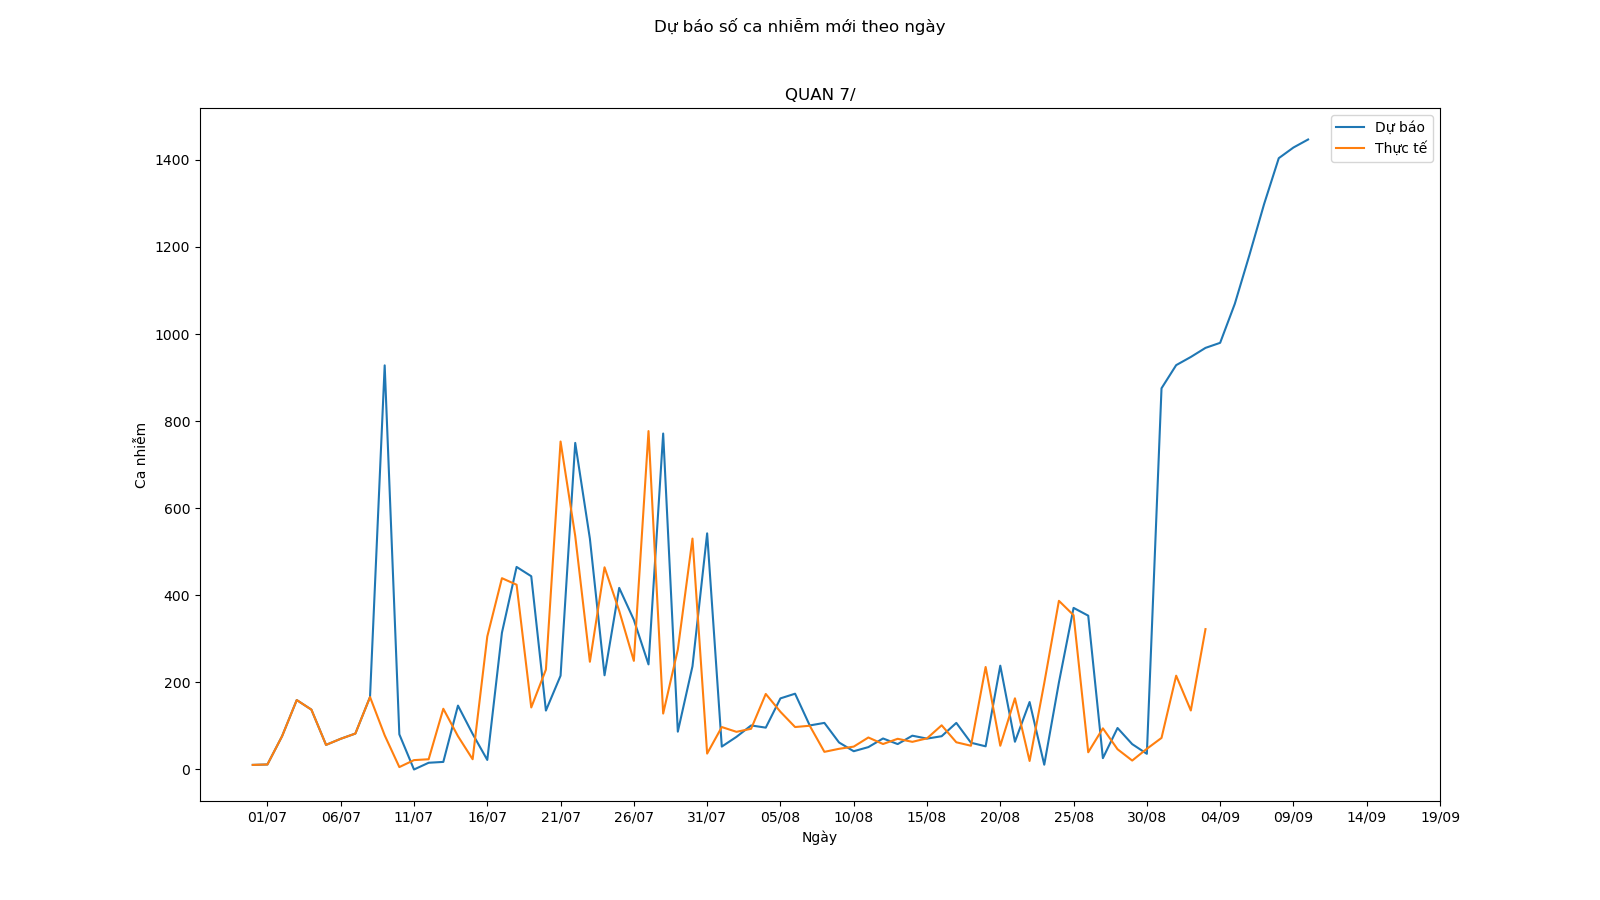 Dự báo số ca nhiễm mới theo ngày
QUAN 7/
Dự báo
Thực tế
1400
1200
1000
800
600
400
200
0
Ca nhiễm
01/07 06/07 11/07 16/07 21/07 26/07 31/07 05/08 10/08 15/08 20/08 25/08 30/08 04/09 09/09 14/09 19/09
Ngày